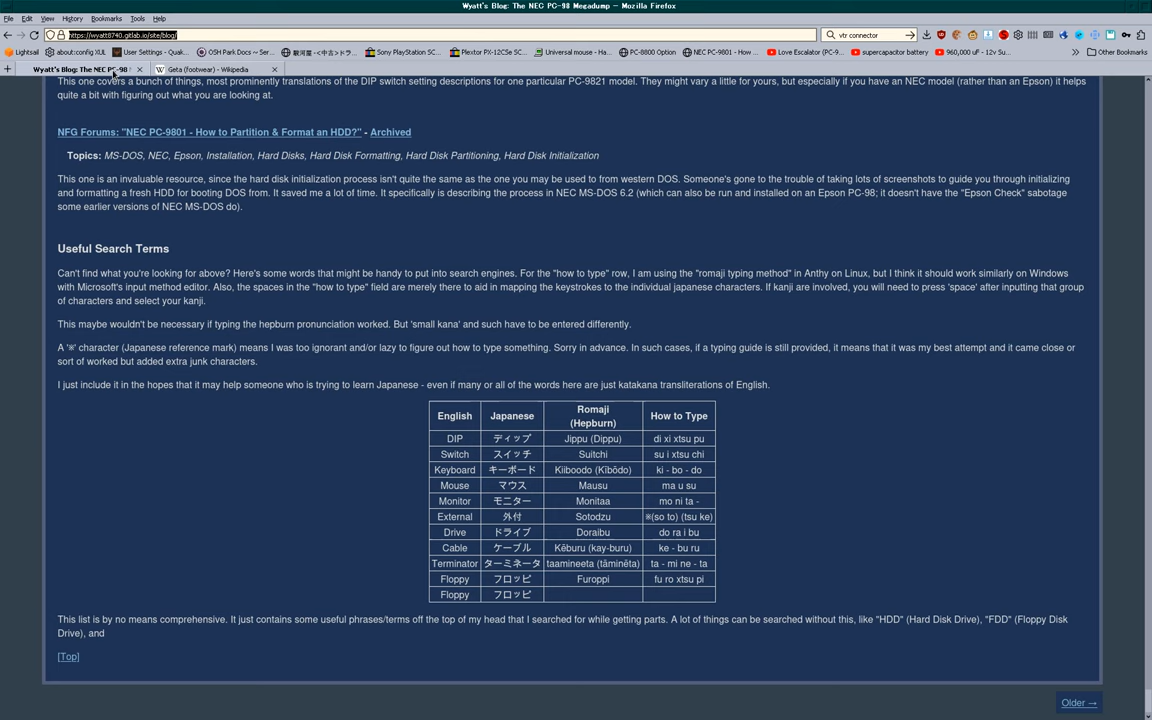 Wyatt's Blog: The NEC PC-98 Megadump — Mozilla Firefox
File Edit View History Bookmarks Tools Help
https://wyatt8740.gitlab.io/site/blog/
vtr connector
Lightsail about:config XUL User Settings - Quak... OSH Park Docs ~ Ser... 駿河屋 -<中古>ドラ... Sony PlayStation SC... Plextor PX-12CSe SC... Universal mouse - Ha... PC-8800 Option NEC PC-9801 - How ... Love Escalator (PC-9... supercapacitor battery 960,000 uF - 12v Su... Other Bookmarks
Wyatt's Blog: The NEC PC-98 Geta (footwear) - Wikipedia
This one covers a bunch of things, most prominently translations of the DIP switch setting descriptions for one particular PC-9821 model. They might vary a little for yours, but especially if you have an NEC model (rather than an Epson) it helps
quite a bit with figuring out what you are looking at.
NFG Forums: "NEC PC-9801 - How to Partition & Format an HDD?" - Archived
Topics: MS-DOS, NEC, Epson, Installation, Hard Disks, Hard Disk Formatting, Hard Disk Partitioning, Hard Disk Initialization
This one is an invaluable resource, since the hard disk initialization process isn't quite the same as the one you may be used to from western DOS. Someone's gone to the trouble of taking lots of screenshots to guide you through initializing
and formatting a fresh HDD for booting DOS from. It saved me a lot of time. It specifically is describing the process in NEC MS-DOS 6.2 (which can also be run and installed on an Epson PC-98; it doesn't have the "Epson Check" sabotage
some earlier versions of NEC MS-DOS do).
Useful Search Terms
Can't find what you're looking for above? Here's some words that might be handy to put into search engines. For the "how to type" row, I am using the "romaji typing method" in Anthy on Linux, but I think it should work similarly on Windows
with Microsoft's input method editor. Also, the spaces in the "how to type" field are merely there to aid in mapping the keystrokes to the individual japanese characters. If kanji are involved, you will need to press 'space' after inputting that group
of characters and select your kanji.
This maybe wouldn't be necessary if typing the hepburn pronunciation worked. But 'small kana' and such have to be entered differently.
A '※' character (Japanese reference mark) means I was too ignorant and/or lazy to figure out how to type something. Sorry in advance. In such cases, if a typing guide is still provided, it means that it was my best attempt and it came close or
sort of worked but added extra junk characters.
I just include it in the hopes that it may help someone who is trying to learn Japanese - even if many or all of the words here are just katakana transliterations of English.
English Japanese Romaji (Hepburn) How to Type
DIP ディップ Jippu (Dippu) di xi xtsu pu
Switch スイッチ Suitchi su i xtsu chi
Keyboard キーボード Kiiboodo (Kībōdo) ki - bo - do
Mouse マウス Mausu ma u su
Monitor モニター Monitaa mo ni ta -
External 外付 Sotodzu ※(so to) (tsu ke)
Drive ドライブ Doraibu do ra i bu
Cable ケーブル Kēburu (kay-buru) ke - bu ru
Terminator ターミネータ taamineeta (tāminēta) ta - mi ne - ta
Floppy フロッピ Furoppi fu ro xtsu pi
Floppy フロッピ
This list is by no means comprehensive. It just contains some useful phrases/terms off the top of my head that I searched for while getting parts. A lot of things can be searched without this, like "HDD" (Hard Disk Drive), "FDD" (Floppy Disk
Drive), and
[Top]
Older →